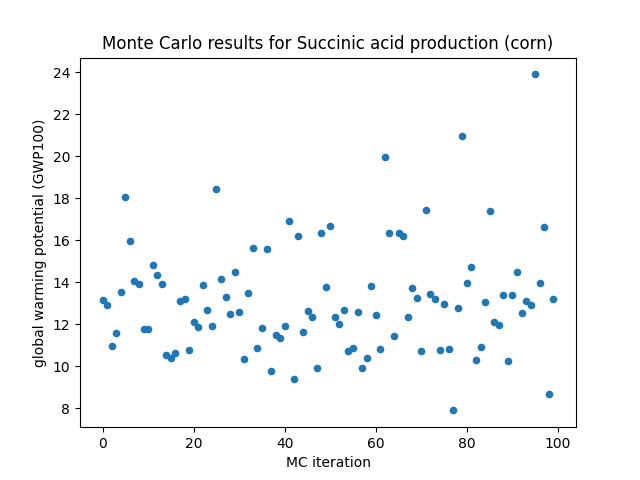 Monte Carlo results for Succinic acid production (corn)
global warming potential (GWP100)
24
22
20
18
16
14
12
10
8
0 20 40 60 80 100
MC iteration